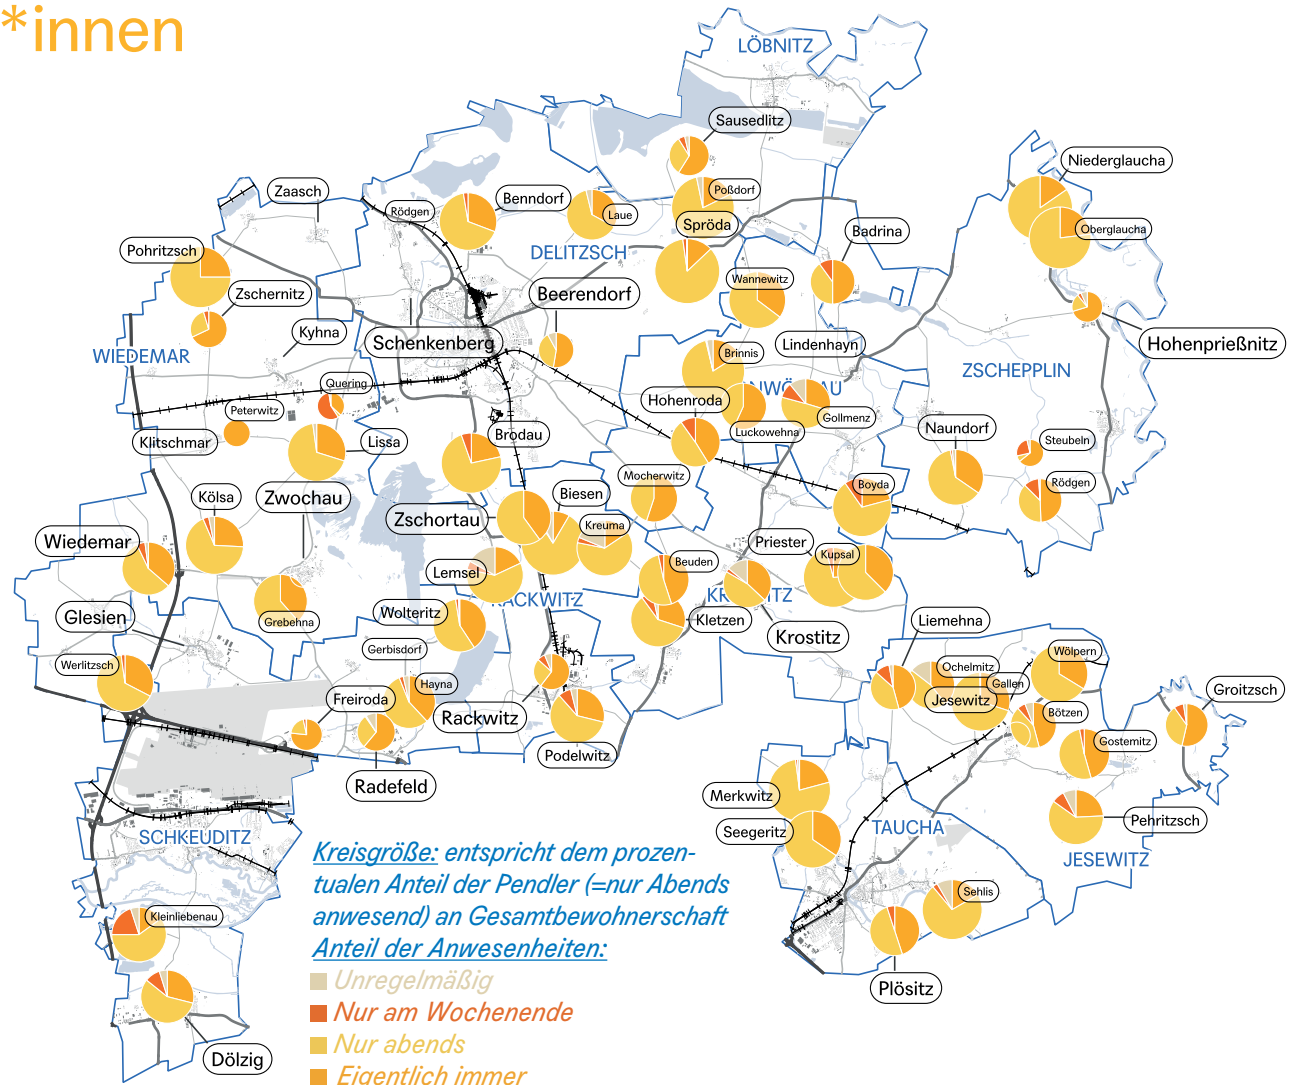 *innen
LÖBNITZ
Sausedlitz
Niederglaucha
Zaasch
Benndorf
Poßdorf
Rödgen
Laue
Spröda
Oberglaucha
Badrina
Pohritzsch
DELITZSCH
Wannewitz
Zschernitz
Beerendorf
Kyhna
Schenkenberg
Lindenhayn
Hohenprießnitz
WIEDEMAR
Brinnis
ZSCHEPPLIN
Quering
Hohenroda
Peterwitz
Gollmenz
Klitschmar
Lissa
Brodau
Luckowehna
Naundorf
Steubeln
Mocherwitz
Rödgen
Kölsa
Zwochau
Biesen
Boyda
Zschortau
Kreuma
Wiedemar
Priester
Kupsal
Beuden
Lemsel
RACKWITZ
Glesien
Grebehna
Wolteritz
Kletzen
Krostitz
Liemehna
Gerbisdorf
Werlitzsch
Wölpern
Ochelmitz
Hayna
Gallen
Groitzsch
Freiroda
Jesewitz
Rackwitz
Bötzen
Gostemitz
Podelwitz
Radefeld
Merkwitz
Seegeritz
TAUCHA
Pehritzsch
SCHKEUDITZ
JESEWITZ
Sehlis
Kleinliebenau
Plösitz
Dölzig
Kreisgröße: entspricht dem prozen-
tualen Anteil der Pendler (=nur Abends
anwesend) an Gesamtbewohnerschaft
Anteil der Anwesenheiten:
Unregelmäßig
Nur am Wochenende
Nur abends
Eigentlich immer